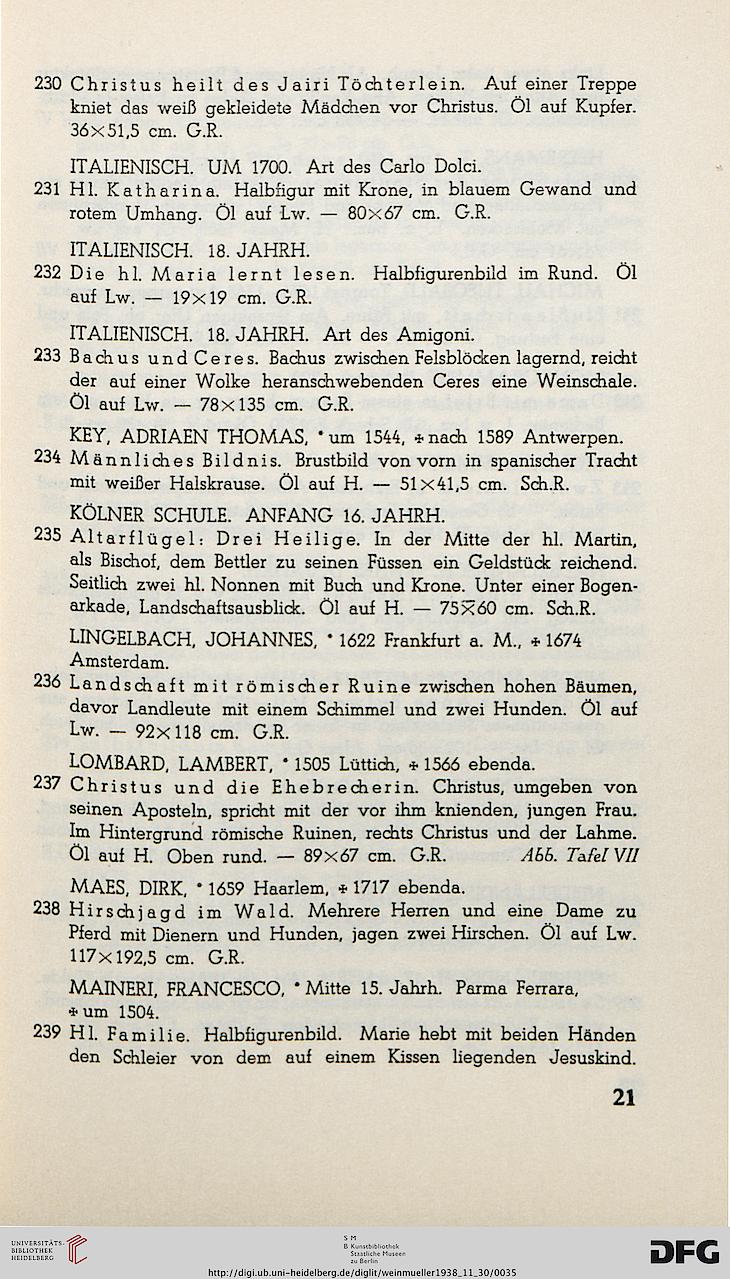 230 Christus heilt des Jairi Töchterlein. Auf einer Treppe
kniet das weiß gekleidete Mädchen vor Christus. Öl auf Kupfer.
36×51,5 cm. G.R.
ITALIENISCH. UM 1700. Art des Carlo Dolci.
231 Hl. Katharina. Halbfigur mit Krone, in blauem Gewand und
rotem Umhang. Öl auf Lw. — 80×67 cm. G.R.
ITALIENISCH. 18. JAHRH.
232 Die hl. Maria lernt lesen. Halbfigurenbild im Rund. Öl
auf Lw. — 19×19 cm. G.R.
ITALIENISCH. 18. JAHRH. Art des Amigoni.
233 Bachus und Ceres. Bachus zwischen Felsblöcken lagernd, reicht
der auf einer Wolke heranschwebenden Ceres eine Weinschale.
Öl auf Lw. — 78×135 cm. G.R.
KEY, ADRIAEN THOMAS, * um 1544, + nach 1589 Antwerpen.
234 Männliches Bildnis. Brustbild von vorn in spanischer Tracht
mit weißer Halskrause. Öl auf H. — 51×41,5 cm. Sch.R.
KÖLNER SCHULE. ANFANG 16. JAHRH.
235 Altarflügel: Drei Heilige. In der Mitte der hl. Martin,
als Bischof, dem Bettler zu seinen Füssen ein Geldstück reichend.
Seitlich zwei hl. Nonnen mit Buch und Krone. Unter einer Bogen-
arkade, Landschaftsausblick. Öl auf H. — 75×60 cm. Sch.R.
LINGELBACH, JOHANNES, * 1622 Frankfurt a. M., + 1674
Amsterdam.
236 Landschaft mit römischer Ruine zwischen hohen Bäumen,
davor Landleute mit einem Schimmel und zwei Hunden. Öl auf
Lw. — 92×118 cm. G.R.
LOMBARD, LAMBERT, * 1505 Lüttich, + 1566 ebenda.
237 Christus und die Ehebrecherin. Christus, umgeben von
seinen Aposteln, spricht mit der vor ihm knienden, jungen Frau.
Im Hintergrund römische Ruinen, rechts Christus und der Lahme.
Öl auf H. Oben rund. — 89×67 cm. G.R. Abb. Tafel VII
MAES, DIRK, * 1659 Haarlem, + 1717 ebenda.
238 Hirschjagd im Wald. Mehrere Herren und eine Dame zu
Pferd mit Dienern und Hunden, jagen zwei Hirschen. Öl auf Lw.
117×192,5 cm. G.R.
MAINERI, FRANCESCO, * Mitte 15. Jahrh. Parma Ferrara,
+ um 1504.
239 Hl. Familie. Halbfigurenbild. Marie hebt mit beiden Händen
den Schleier von dem auf einem Kissen liegenden Jesuskind.
21
UNIVERSITÄTS-
BIBLIOTHEK
HEIDELBERG
S M
B Kunstbibliothek
Staatliche Museen
zu Berlin
DFG
http://digi.ub.uni-heidelberg.de/diglit/weinmueller1938_11_30/0035